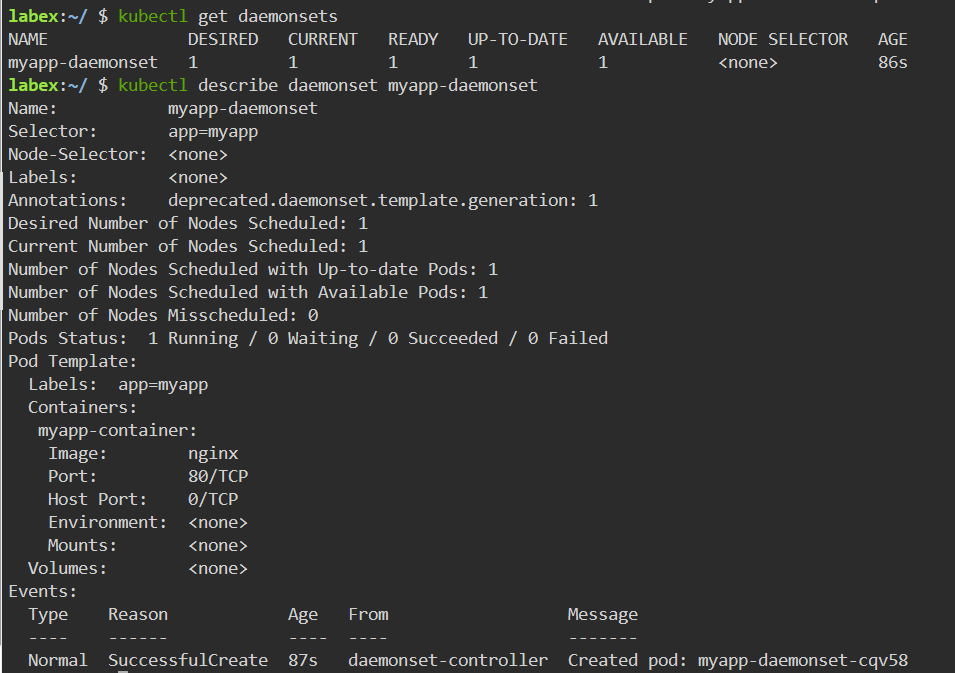 labex:~/ $ kubectl get daemonsets
NAME              DESIRED   CURRENT   READY   UP-TO-DATE   AVAILABLE   NODE SELECTOR   AGE
myapp-daemonset   1         1         1       1            1           <none>          86s
labex:~/ $ kubectl describe daemonset myapp-daemonset
Name:           myapp-daemonset
Selector:       app=myapp
Node-Selector:  <none>
Labels:         <none>
Annotations:    deprecated.daemonset.template.generation: 1
Desired Number of Nodes Scheduled: 1
Current Number of Nodes Scheduled: 1
Number of Nodes Scheduled with Up-to-date Pods: 1
Number of Nodes Scheduled with Available Pods: 1
Number of Nodes Misscheduled: 0
Pods Status:  1 Running / 0 Waiting / 0 Succeeded / 0 Failed
Pod Template:
  Labels:  app=myapp
  Containers:
   myapp-container:
    Image:        nginx
    Port:         80/TCP
    Host Port:    0/TCP
    Environment:  <none>
    Mounts:       <none>
  Volumes:        <none>
Events:
  Type    Reason            Age   From                  Message
  ----    ------            ----  ----                  -------
  Normal  SuccessfulCreate  87s   daemonset-controller  Created pod: myapp-daemonset-cqv58